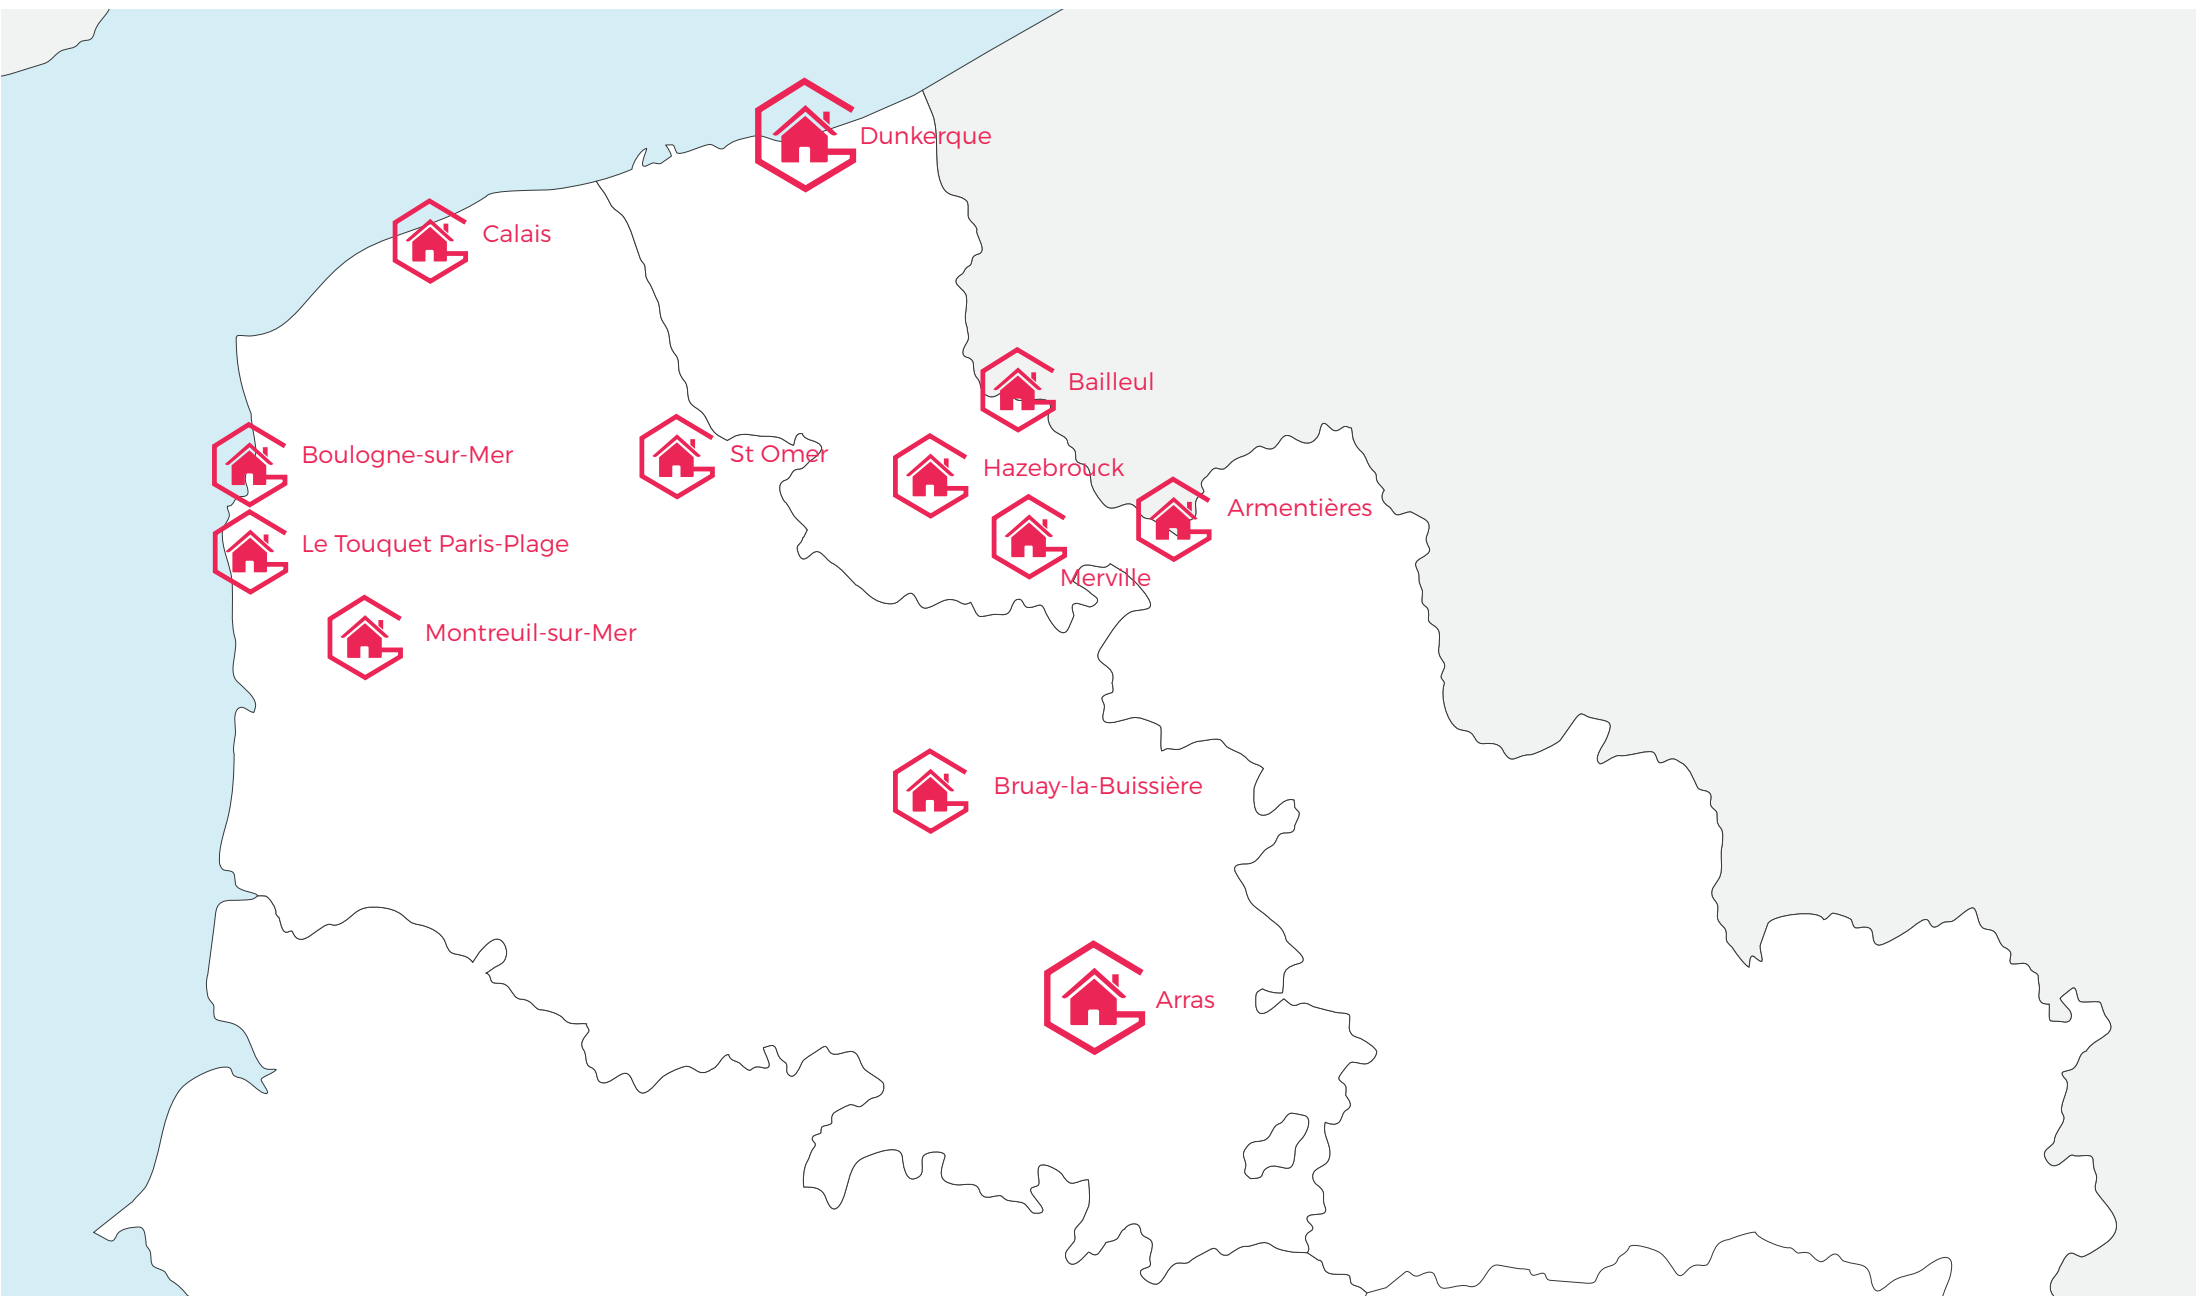 Dunkerque
Calais
Bailleul
Boulogne-sur-Mer
St Omer
Hazebrouck
Armentières
Le Touquet Paris-Plage
Merville
Montreuil-sur-Mer
Bruay-la-Buissière
Arras